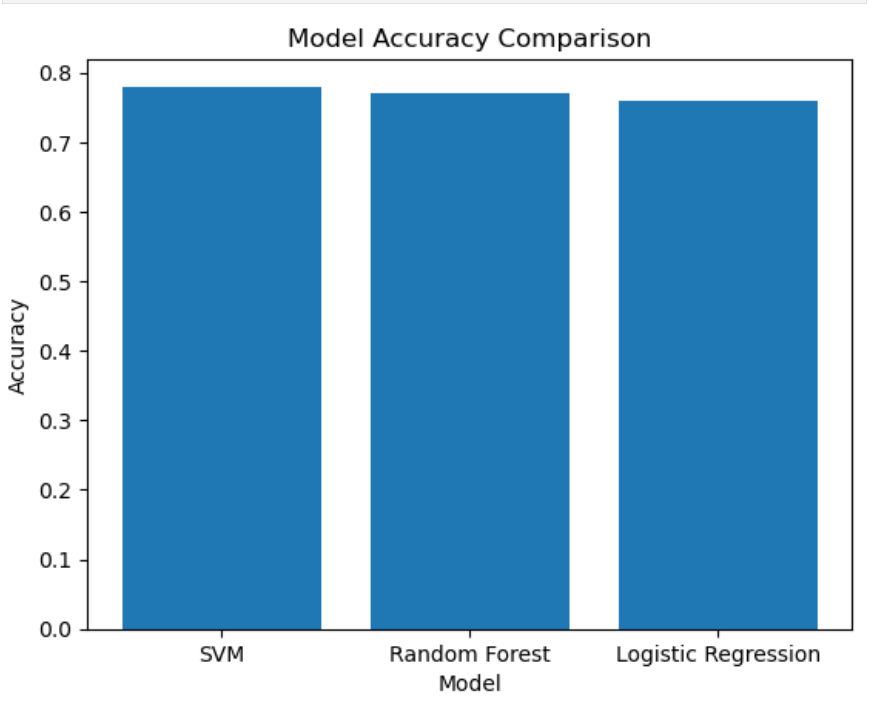 Model Accuracy Comparison
0.8
0.7
0.6
0.5
0.4
0.3
0.2
0.1
0.0
Accuracy
SVM Random Forest Logistic Regression
Model